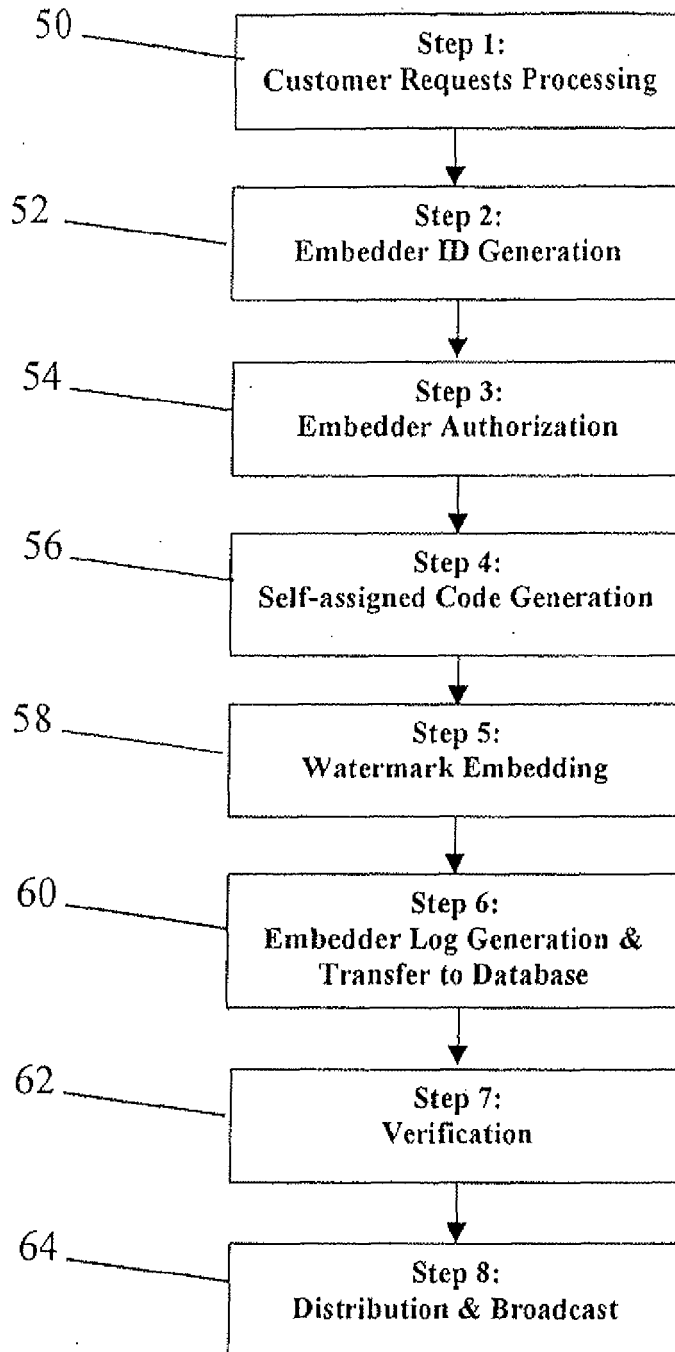 50
Step 1:
Customer Requests Processing
52
Step 2:
Embedder ID Generation
54
Step 3:
Embedder Authorization
56
Step 4:
Self-assigned Code Generation
58
Step 5:
Watermark Embedding
60
Step 6:
Embedder Log Generation &
Transfer to Database
62
Step 7:
Verification
64
Step 8:
Distribution & Broadcast